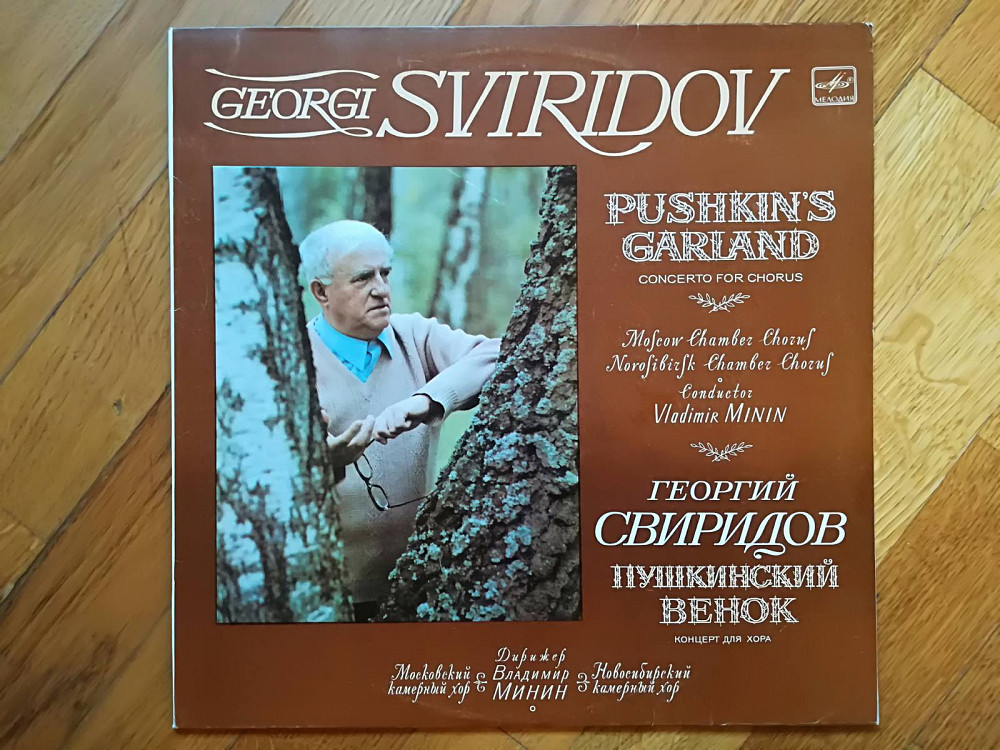 GEORGI SVIRIDOV
МЕЛОДИЯ
PUSHKIN'S
GARLAND
CONCERTO FOR CHORUS
Moscow Chamber Chorus
Novosibirsk Chamber Chorus
Conductor
Vladimir MININ
ГЕОРГИЙ
СВИРИДОВ
ПУШКИНСКИЙ
ВЕНОК
КОНЦЕРТ ДЛЯ ХОРА
Дирижер
Московский Владимир Новосибирский
камерный хор МИНИН камерный хор